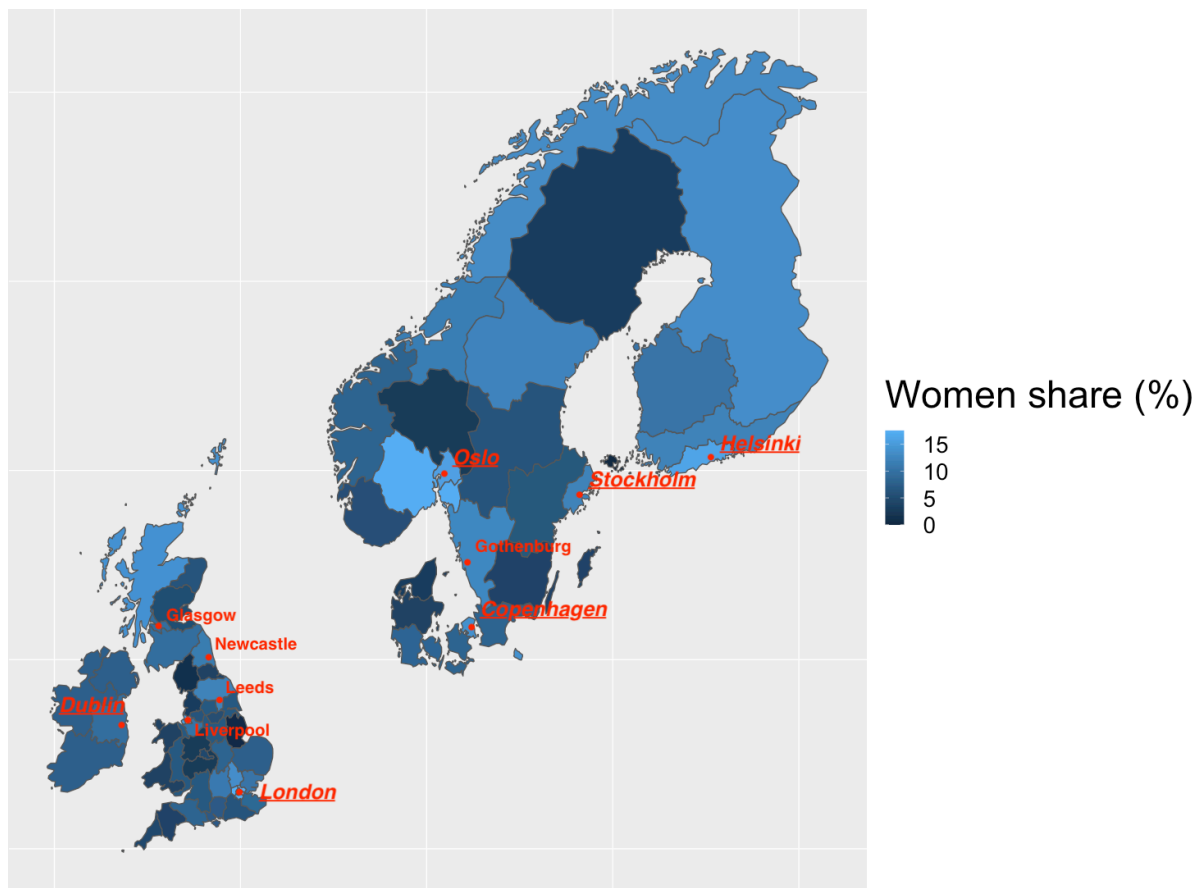 Women share (%)
15
10
5
0
Helsinki
Oslo
Stockholm
Gothenburg
Copenhagen
Glasgow
Newcastle
Leeds
Dublin
Liverpool
London